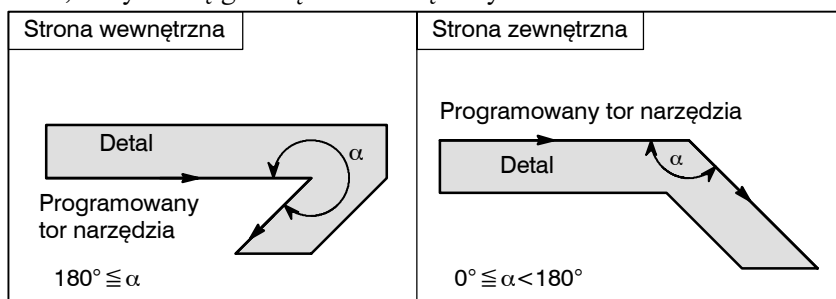 Strona wewnętrzna
Detal
α
Programowany
tor narzędzia
180° ≦ α
Strona zewnętrzna
Programowany tor narzędzia
Detal
α
0° ≦ α < 180°